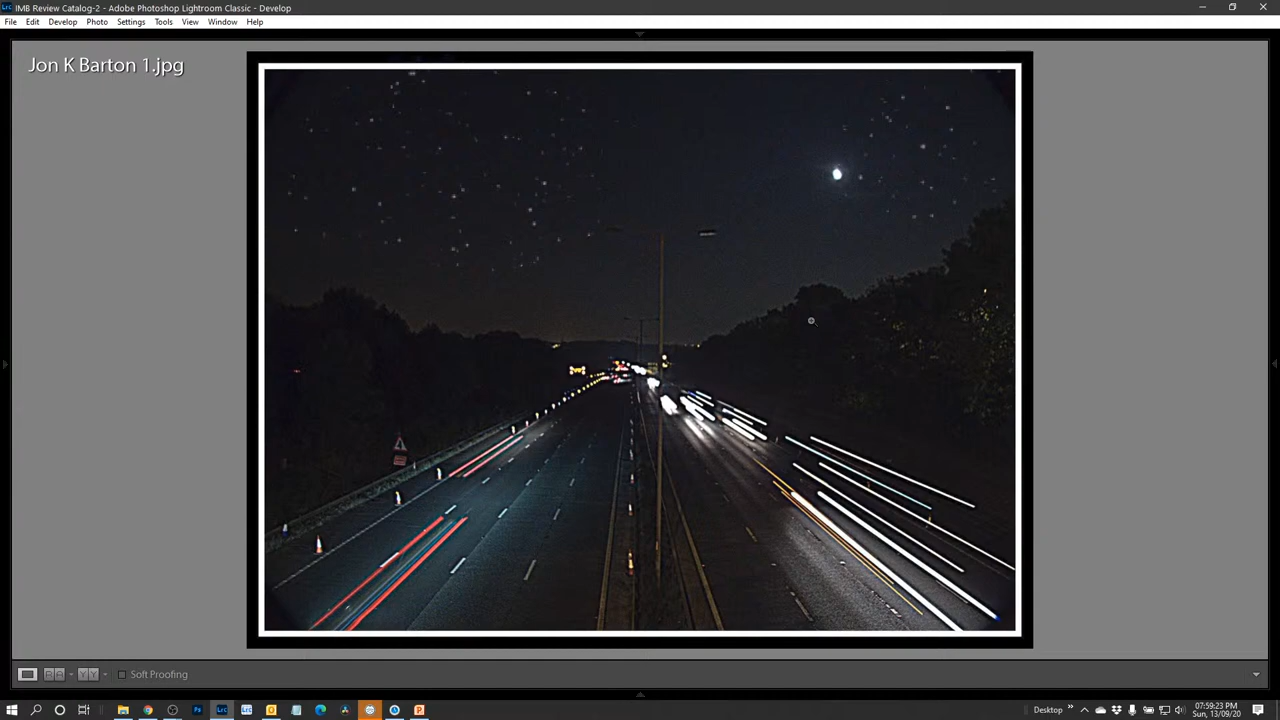 IMB Review Catalog-2 - Adobe Photoshop Lightroom Classic - Develop
File Edit Develop Photo Settings Tools View Window Help
Jon K Barton 1.jpg
Soft Proofing
Desktop
07:59:23 PM
Sun, 13/09/20